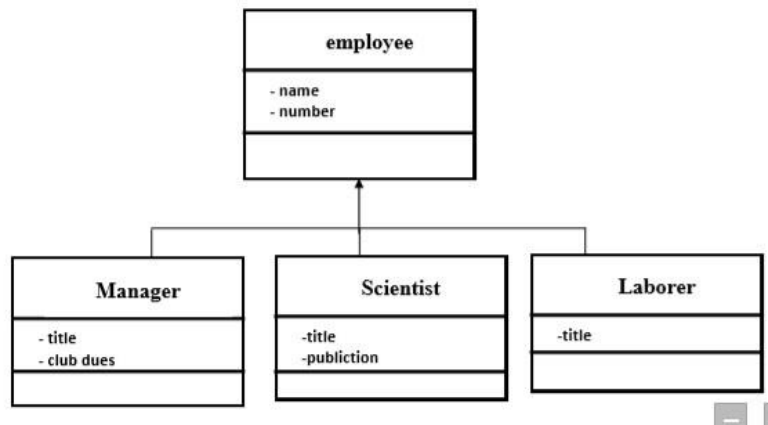 employee
- name
- number
Manager
- title
- club dues
Scientist
-title
-publiction
Laborer
-title